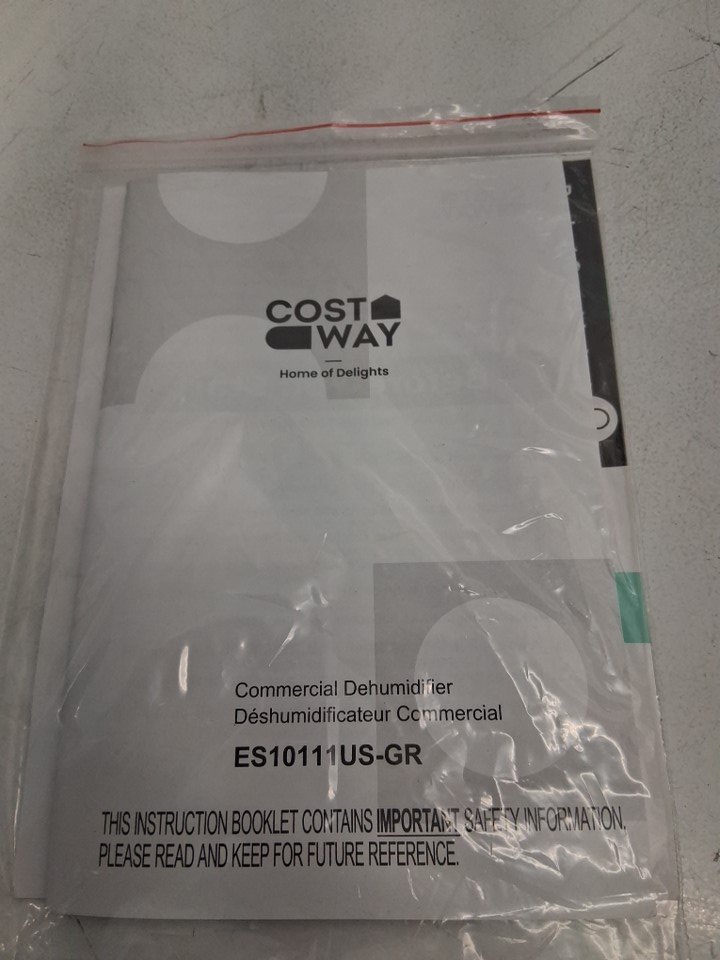 COST
WAY
Home of Delights
Commercial Dehumidifier
Déshumidificateur Commercial
ES10111US-GR
THIS INSTRUCTION BOOKLET CONTAINS IMPORTANT SAFETY INFORMATION.
PLEASE READ AND KEEP FOR FUTURE REFERENCE.